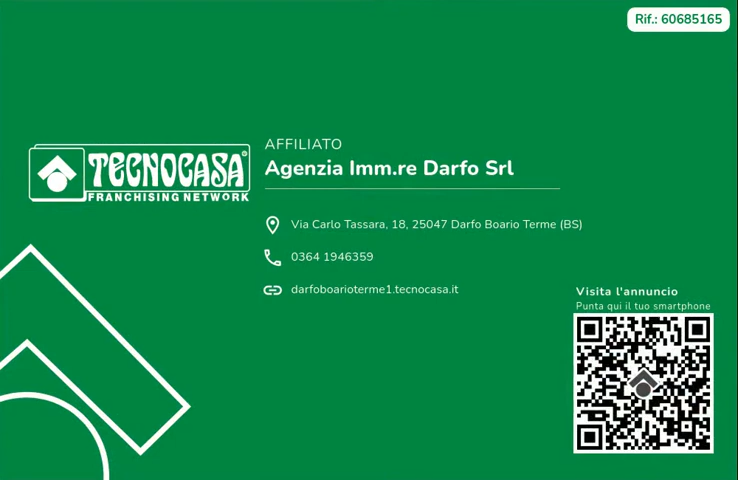 Rif.: 60685165
TECNOCASA®
FRANCHISING NETWORK
AFFILIATO
Agenzia Imm.re Darfo Srl
Via Carlo Tassara, 18, 25047 Darfo Boario Terme (BS)
0364 1946359
darfoboarioterme1.tecnocasa.it
Visita l'annuncio
Punta qui il tuo smartphone